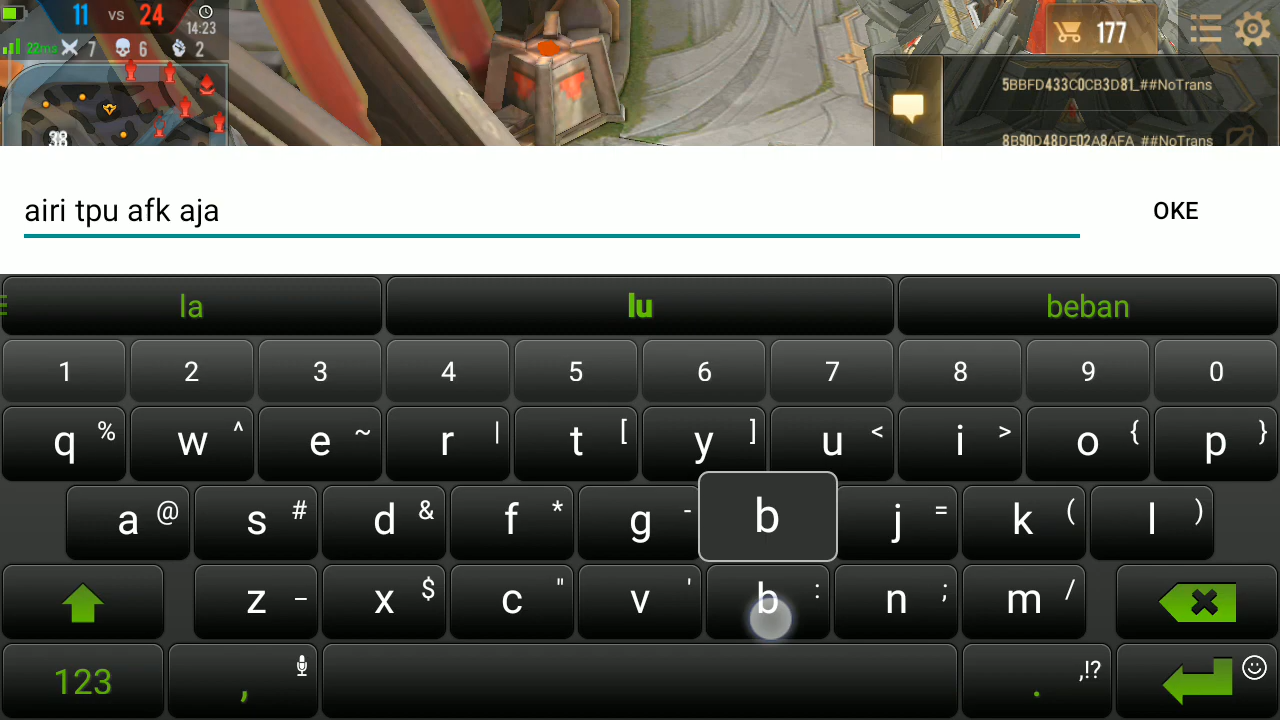 11 vs 24
14:23
22ms 7 6 2
177
5BBFD433C0CB3D81_##NoTrans
38
8B90D48DE02A8AFA_##NoTrans
airi tpu afk aja
OKE
la lu beban
1 2 3 4 5 6 7 8 9 0
q % w ^ e ~ r | t [ y ] u < i > o { p }
a @ s # d & f * g - b j = k ( l )
z _ x $ c " v ' b : n ; m /
123 , . ,!?